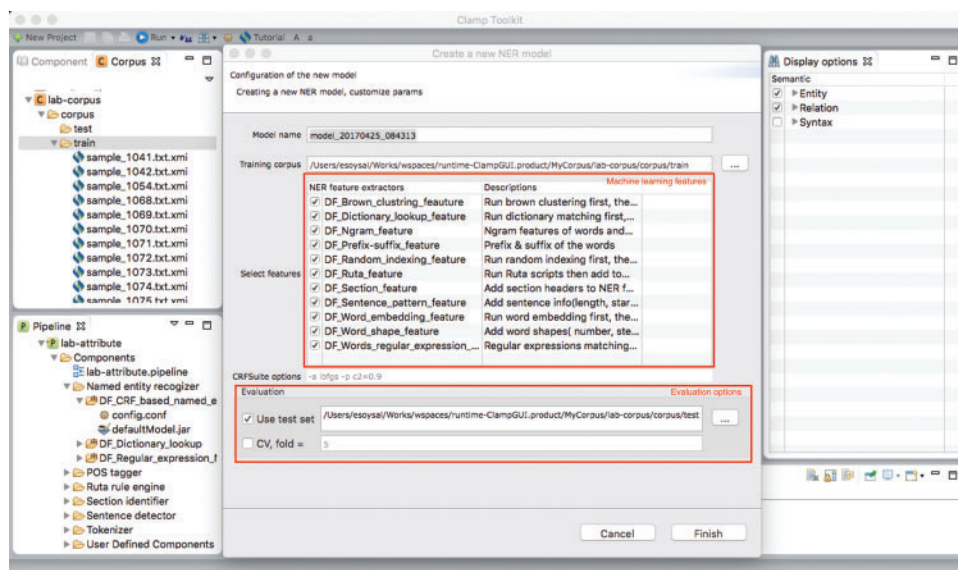 Clamp Toolkit
New Project Run Tutorial A a
Component Corpus
lab-corpus
corpus
test
train
sample_1041.txt.xmi
sample_1042.txt.xmi
sample_1054.txt.xmi
sample_1068.txt.xmi
sample_1069.txt.xmi
sample_1070.txt.xmi
sample_1071.txt.xmi
sample_1072.txt.xmi
sample_1073.txt.xmi
sample_1074.txt.xmi
sample_1075.txt.xmi
Pipeline
lab-attribute
Components
lab-attribute.pipeline
Named entity recogizer
DF_CRF_based_named_e
config.conf
defaultModel.jar
DF_Dictionary_lookup
DF_Regular_expression_
POS tagger
Ruta rule engine
Section identifier
Sentence detector
Tokenizer
User Defined Components
Create a new NER model
Configuration of the new model
Creating a new NER model, customize params
Model name model_20170425_084313
Training corpus /Users/esoysal/Works/wspaces/runtime-ClampGUI.product/MyCorpus/lab-corpus/corpus/train ...
Machine learning features
NER feature extractors Descriptions
DF_Brown_clustring_feauture Run brown clustering first, the...
DF_Dictionary_lookup_feature Run dictionary matching first,...
DF_Ngram_feature Ngram features of words and...
DF_Prefix-suffix_feature Prefix & suffix of the words
DF_Random_indexing_feature Run random indexing first, the...
Select features
DF_Ruta_feature Run Ruta scripts then add to...
DF_Section_feature Add section headers to NER f...
DF_Sentence_pattern_feature Add sentence info(length, star...
DF_Word_embedding_feature Run word embedding first, the...
DF_Word_shape_feature Add word shapes( number, ste...
DF_Words_regular_expression_... Regular expressions matching...
CRFSuite options -a lbfgs -p c2=0.9
Evaluation Evaluation options
Use test set /Users/esoysal/Works/wspaces/runtime-ClampGUI.product/MyCorpus/lab-corpus/corpus/test ...
CV, fold = 5
Cancel Finish
Display options
Semantic
Entity
Relation
Syntax